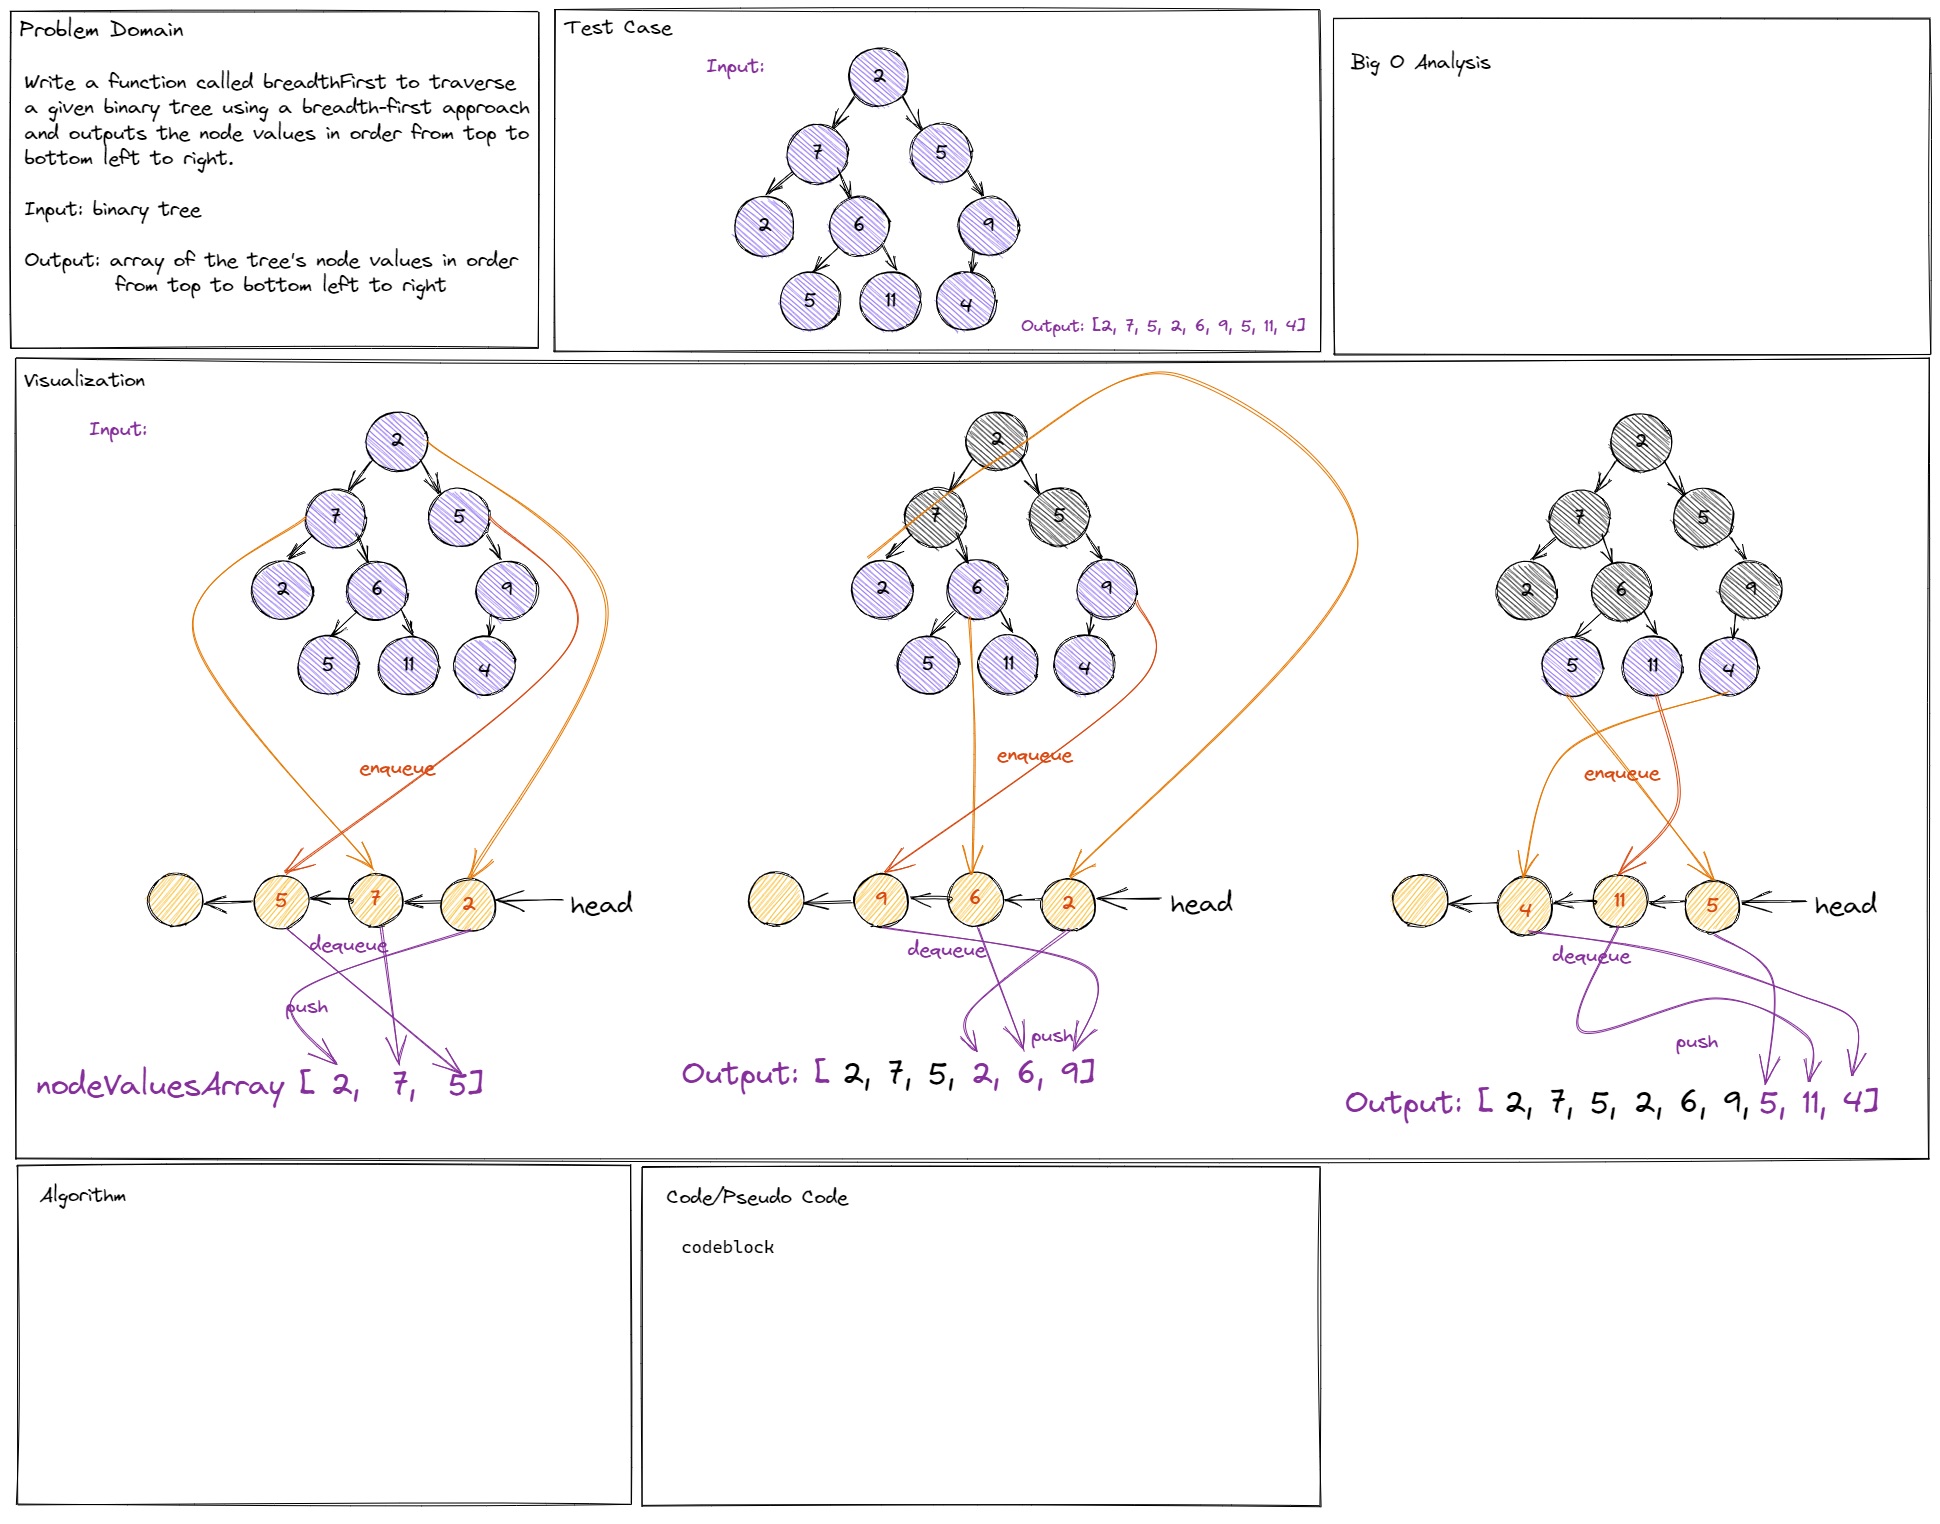 Problem Domain
Write a function called breadthFirst to traverse
a given binary tree using a breadth-first approach
and outputs the node values in order from top to
bottom left to right.
Input: binary tree
Output: array of the tree's node values in order
from top to bottom left to right
Test Case
Input:
2
7
5
2
6
9
5
11
4
Output: [2, 7, 5, 2, 6, 9, 5, 11, 4]
Big O Analysis
Visualization
Input:
2
7
5
2
6
9
5
11
4
enqueue
5
7
2
head
dequeue
push
nodeValuesArray [ 2, 7, 5]
2
7
5
2
6
9
5
11
4
enqueue
9
6
2
head
dequeue
push
Output: [ 2, 7, 5, 2, 6, 9]
2
7
5
2
6
9
5
11
4
enqueue
4
11
5
head
dequeue
push
Output: [ 2, 7, 5, 2, 6, 9, 5, 11, 4]
Algorithm
Code/Pseudo Code
codeblock